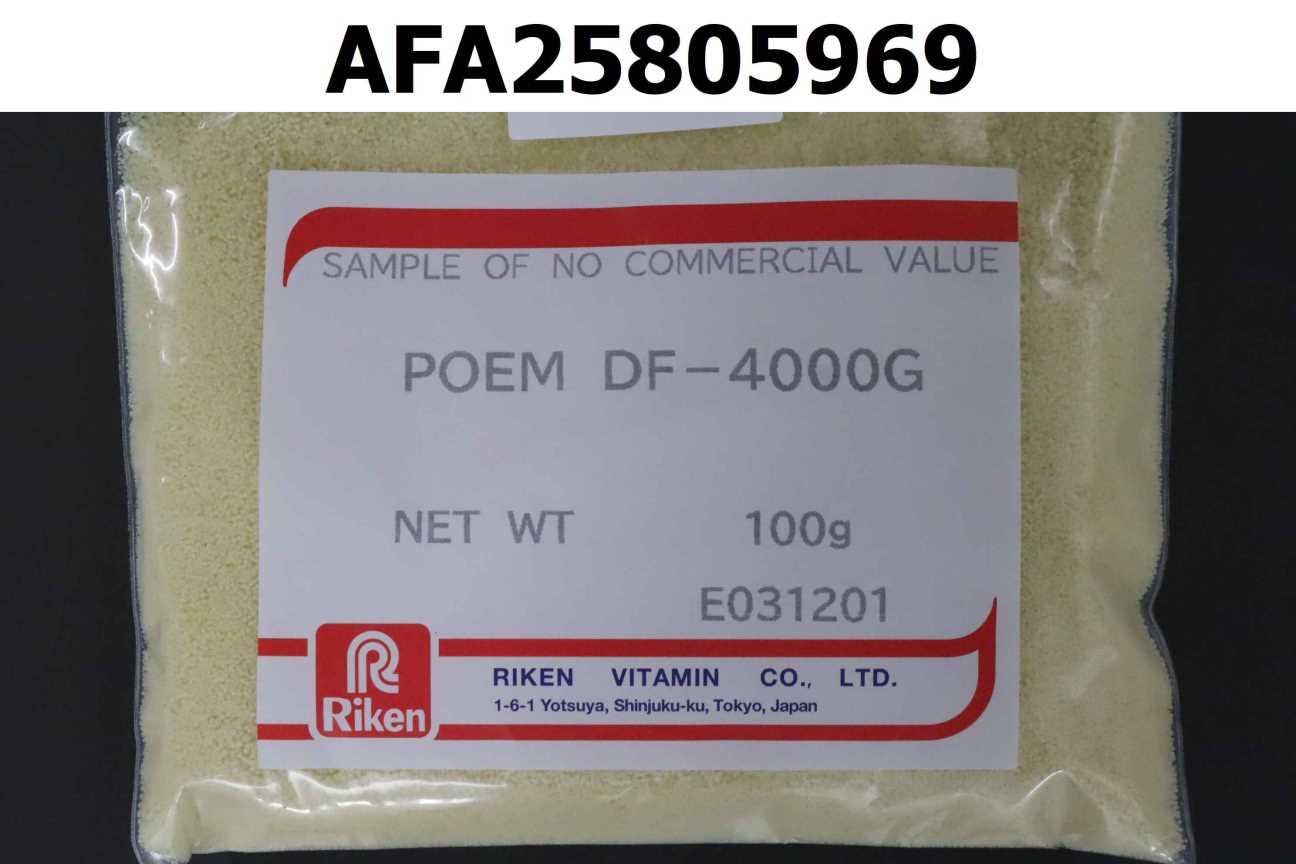 AFA25805969
SAMPLE OF NO COMMERCIAL VALUE
POEM DF-4000G
NET WT 100g
E031201
Riken
RIKEN VITAMIN CO., LTD.
1-6-1 Yotsuya, Shinjuku-ku, Tokyo, Japan